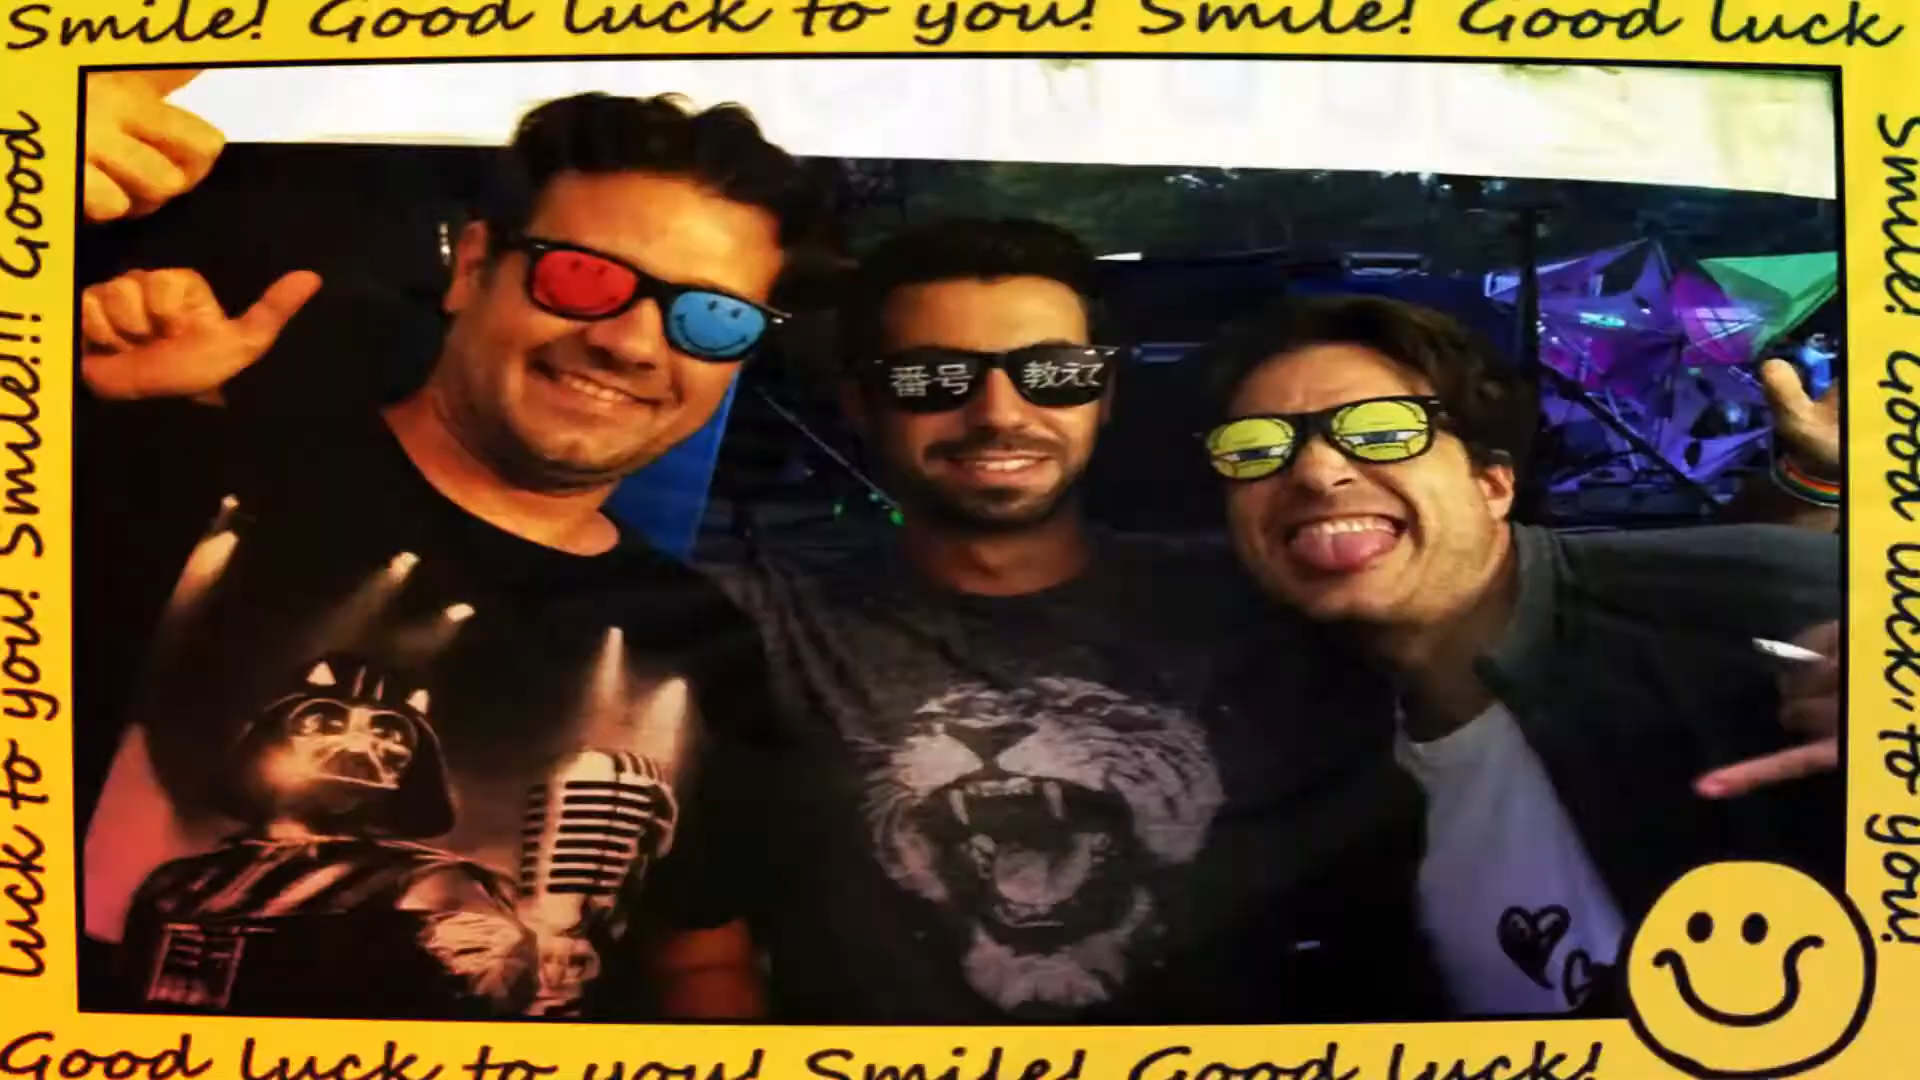 Smile! Good luck to you! Smile! Good luck
Smile! Good luck to you!
番号 教えて
luck to you! Smile!!! Good
Good luck to you! Smile! Good luck!